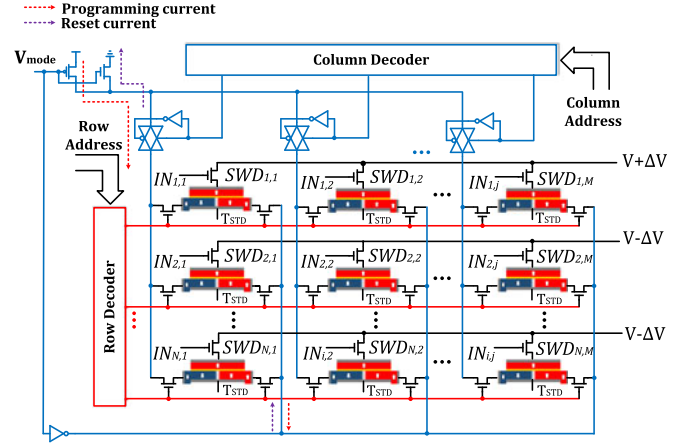 Programming current
Reset current
Vmode
Column Decoder
Column
Address
Row
Address
Row Decoder
IN1,1 SWD1,1 IN1,2 SWD1,2 ... IN1,j SWD1,M V+ΔV
TSTD TSTD TSTD
IN2,1 SWD2,1 IN2,2 SWD2,2 ... IN2,j SWD2,M V-ΔV
TSTD TSTD TSTD
INN,1 SWDN,1 INi,2 SWDN,2 ... INi,j SWDN,M V-ΔV
TSTD TSTD TSTD